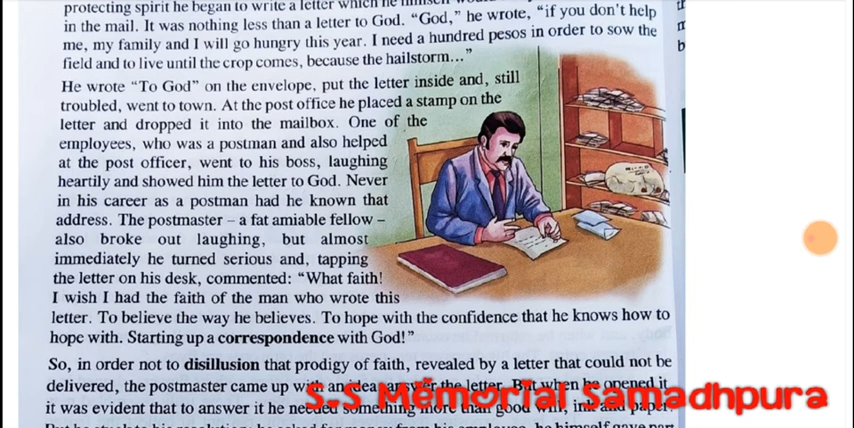 protecting spirit he began to write a letter which he himself
in the mail. It was nothing less than a letter to God. “God,” he wrote, “if you don't help
me, my family and I will go hungry this year. I need a hundred pesos in order to sow the
field and to live until the crop comes, because the hailstorm...”
He wrote “To God” on the envelope, put the letter inside and, still
troubled, went to town. At the post office he placed a stamp on the
letter and dropped it into the mailbox. One of the
employees, who was a postman and also helped
at the post officer, went to his boss, laughing
heartily and showed him the letter to God. Never
in his career as a postman had he known that
address. The postmaster – a fat amiable fellow –
also broke out laughing, but almost
immediately he turned serious and, tapping
the letter on his desk, commented: “What faith!
I wish I had the faith of the man who wrote this
letter. To believe the way he believes. To hope with the confidence that he knows how to
hope with. Starting up a correspondence with God!”
So, in order not to disillusion that prodigy of faith, revealed by a letter that could not be
delivered, the postmaster came up with an idea: answer the letter. But when he opened it,
it was evident that to answer it he needed something more than good will, ink and paper.
S.S Mēmorīal Samadhpura